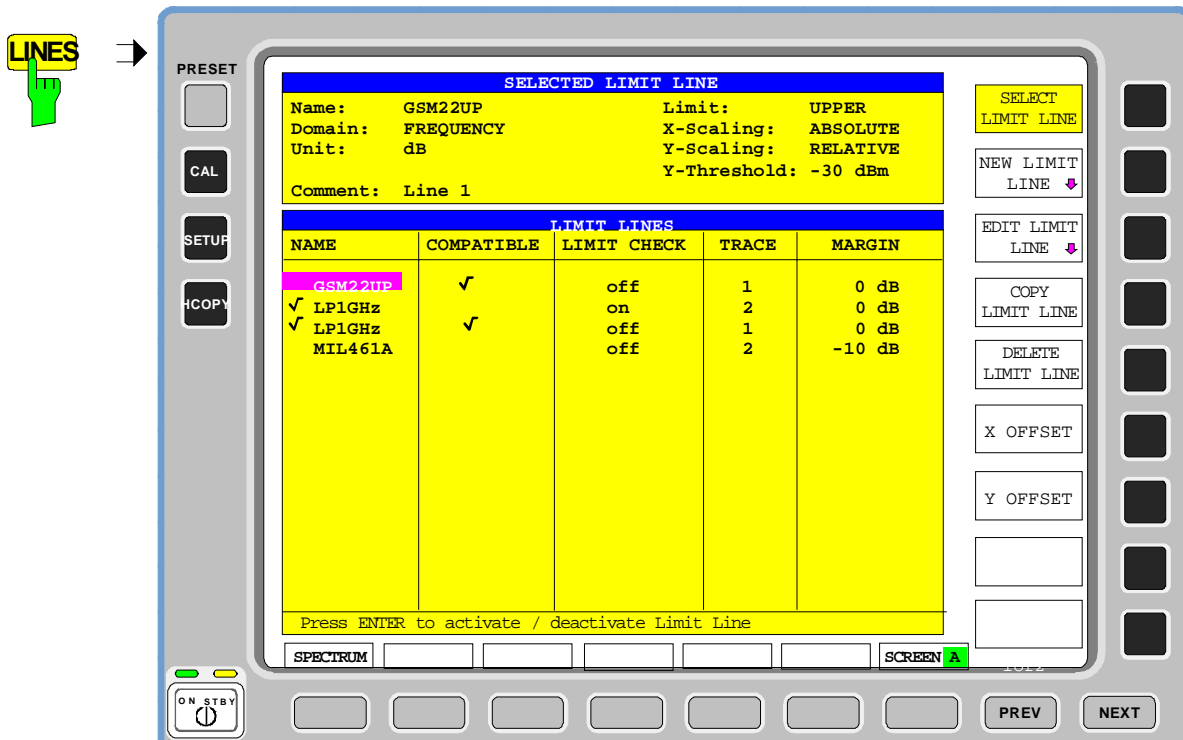 LINES
PRESET
CAL
SETUP
HCOPY
SELECTED LIMIT LINE
Name: GSM22UP Limit: UPPER
Domain: FREQUENCY X-Scaling: ABSOLUTE
Unit: dB Y-Scaling: RELATIVE
Y-Threshold: -30 dBm
Comment: Line 1
LIMIT LINES
NAME COMPATIBLE LIMIT CHECK TRACE MARGIN
GSM22UP √ off 1 0 dB
√ LP1GHz on 2 0 dB
√ LP1GHz √ off 1 0 dB
MIL461A off 2 -10 dB
Press ENTER to activate / deactivate Limit Line
SPECTRUM
SCREEN A
SELECT
LIMIT LINE
NEW LIMIT
LINE
EDIT LIMIT
LINE
COPY
LIMIT LINE
DELETE
LIMIT LINE
X OFFSET
Y OFFSET
ON STBY
PREV
NEXT